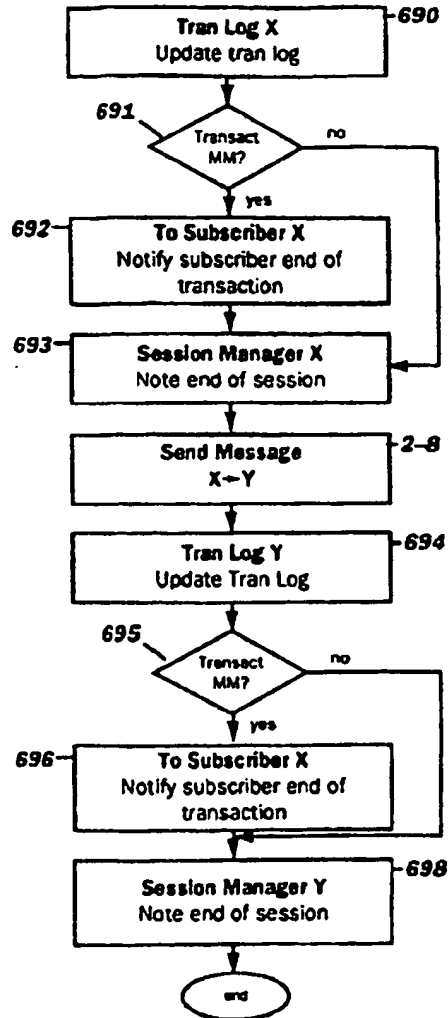 Tran Log X
Update tran log
690
691
Transact
MM?
no
yes
692
To Subscriber X
Notify subscriber end of
transaction
693
Session Manager X
Note end of session
Send Message
X←Y
2-8
Tran Log Y
Update Tran Log
694
695
Transact
MM?
no
yes
696
To Subscriber X
Notify subscriber end of
transaction
698
Session Manager Y
Note end of session
end